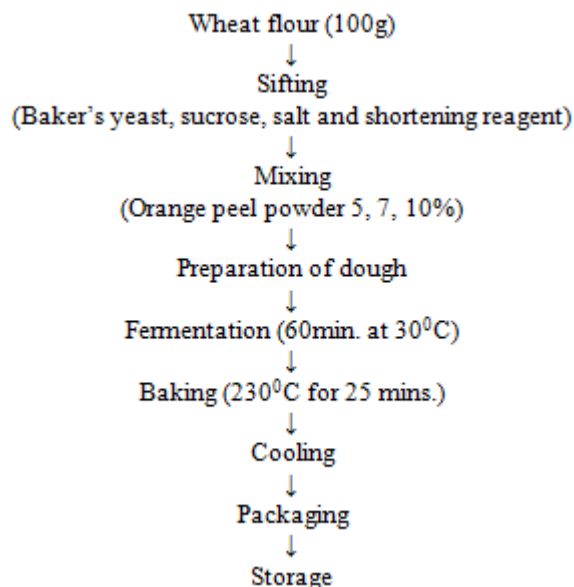 Wheat flour (100g)
↓
Sifting
(Baker's yeast, sucrose, salt and shortening reagent)
↓
Mixing
(Orange peel powder 5, 7, 10%)
↓
Preparation of dough
↓
Fermentation (60min. at 30⁰C)
↓
Baking (230⁰C for 25 mins.)
↓
Cooling
↓
Packaging
↓
Storage